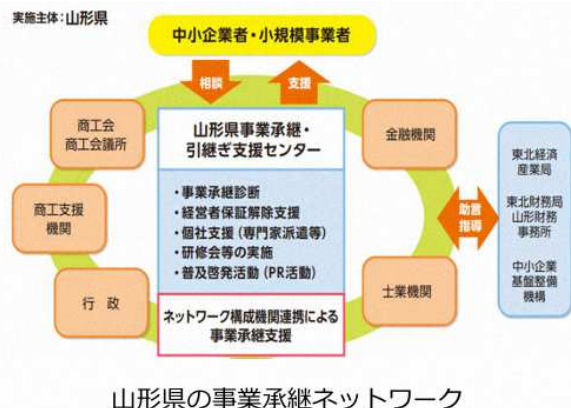 実施主体：山形県
中小企業者・小規模事業者
相談
支援
商工会
商工会議所
商工支援
機関
行 政
山形県事業承継・
引継ぎ支援センター
・事業承継診断
・経営者保証解除支援
・個社支援（専門家派遣等）
・研修会等の実施
・普及啓発活動（PR活動）
ネットワーク構成機関連携による
事業承継支援
金融機関
士業機関
助言
指導
東北経済
産業局
東北財務局
山形財務
事務所
中小企業
基盤整備
機構
山形県の事業承継ネットワーク